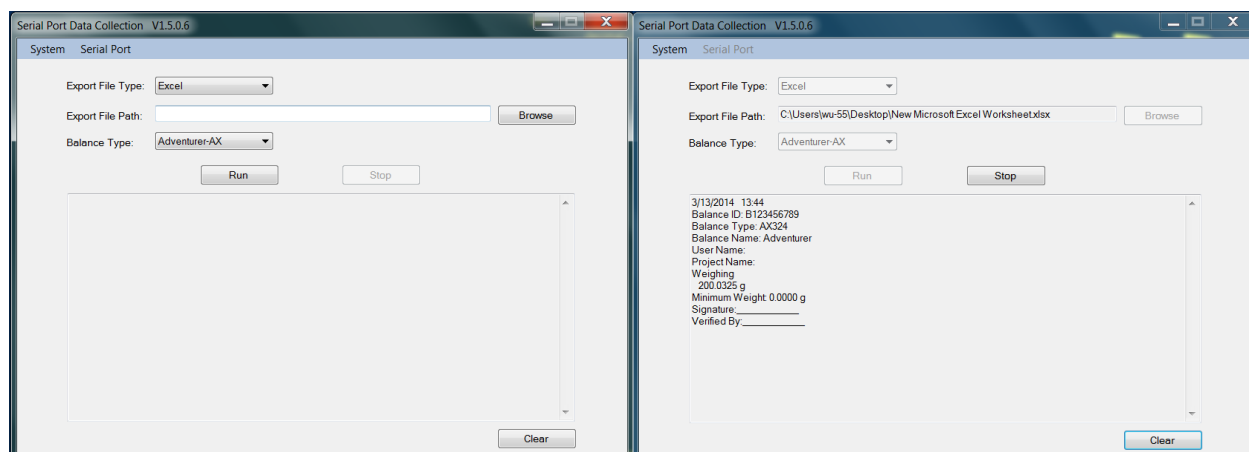 Serial Port Data Collection V1.5.0.6
System Serial Port
Export File Type: Excel
Export File Path:
Browse
Balance Type: Adventurer-AX
Run Stop
Clear
Serial Port Data Collection V1.5.0.6
System Serial Port
Export File Type: Excel
Export File Path: C:\Users\wu-55\Desktop\New Microsoft Excel Worksheet.xlsx
Browse
Balance Type: Adventurer-AX
Run Stop
3/13/2014 13:44
Balance ID: B123456789
Balance Type: AX324
Balance Name: Adventurer
User Name:
Project Name:
Weighing
200.0325 g
Minimum Weight: 0.0000 g
Signature:____________
Verified By:____________
Clear